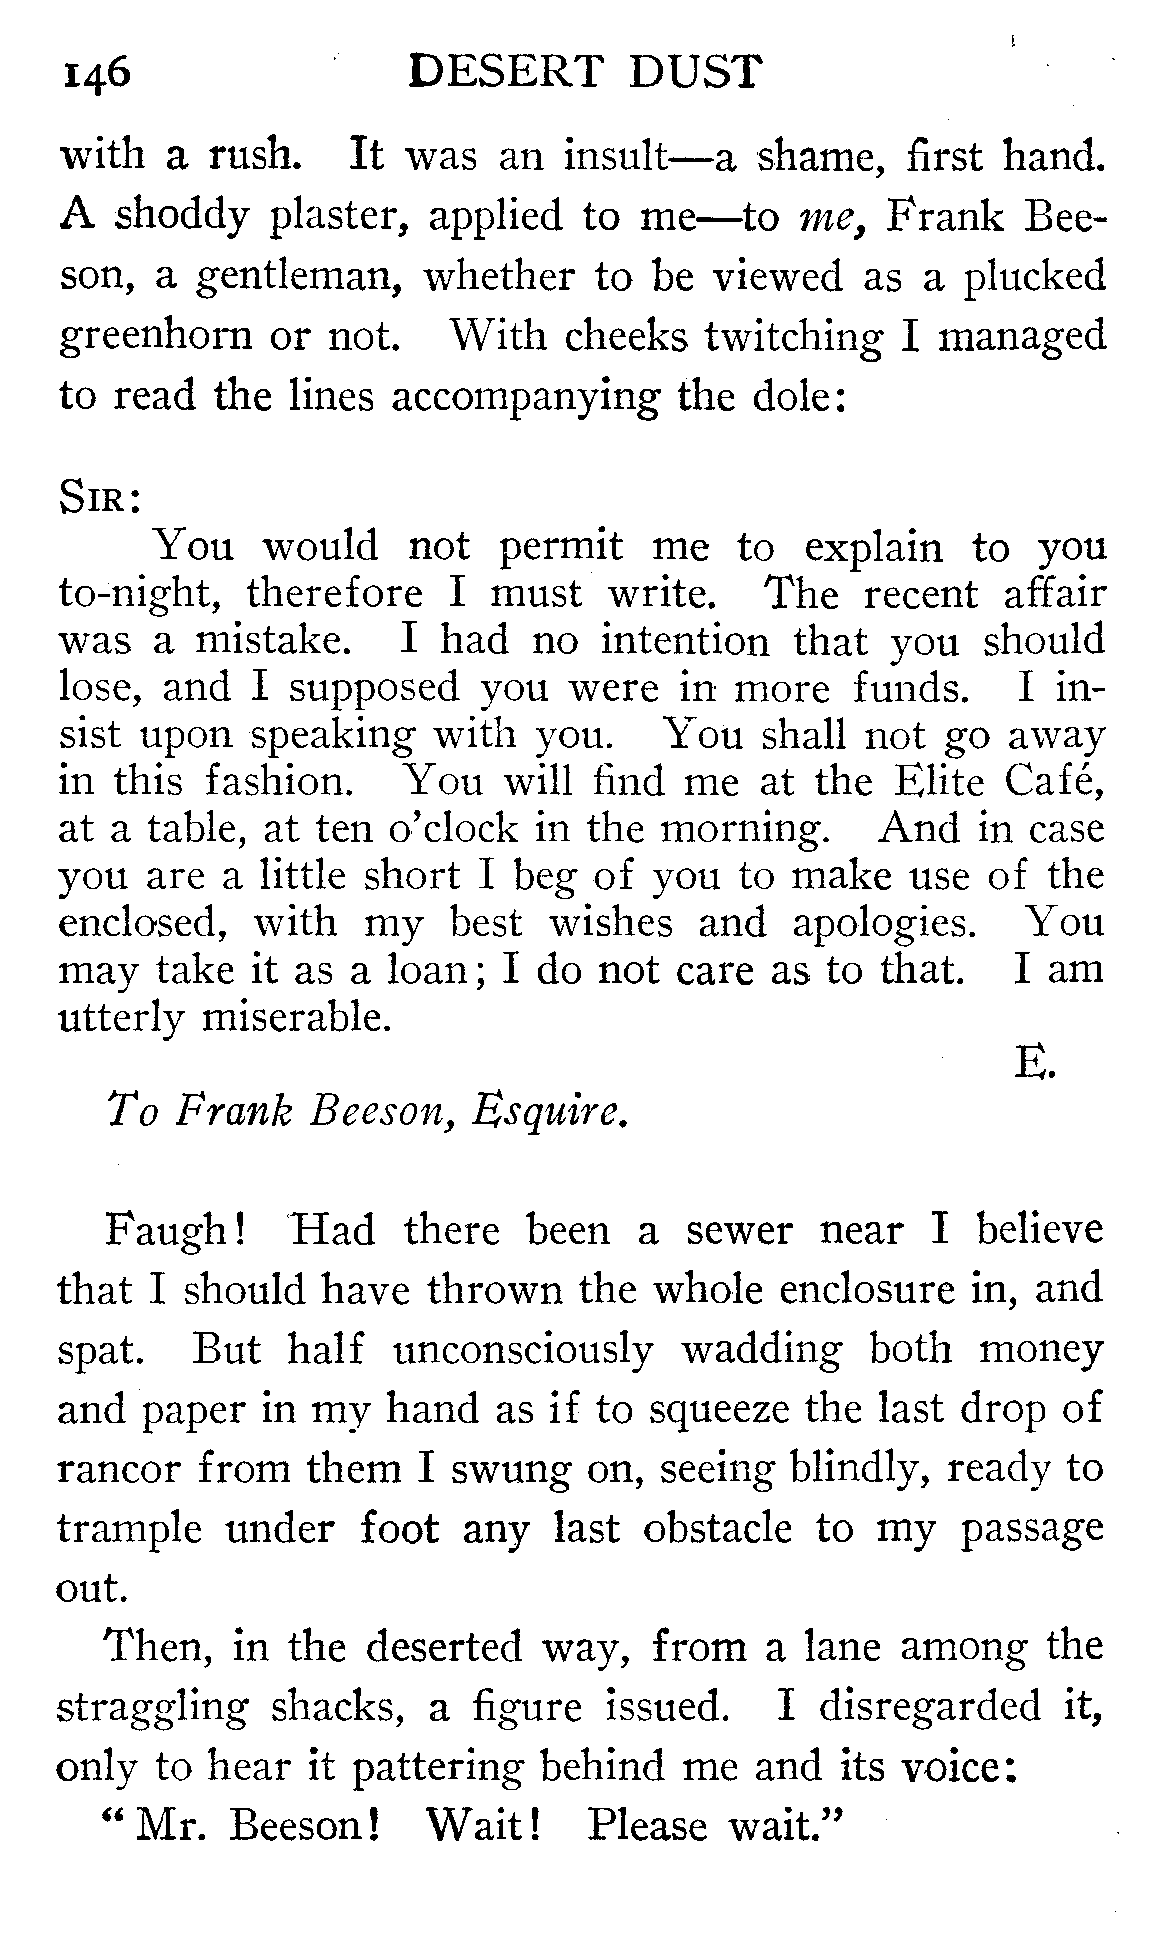 146 DESERT DUST
with a rush. It was an insult—a shame, first hand.
A shoddy plaster, applied to me—to me, Frank Bee-
son, a gentleman, whether to be viewed as a plucked
greenhorn or not. With cheeks twitching I managed
to read the lines accompanying the dole:
SIR:
You would not permit me to explain to you
to-night, therefore I must write. The recent affair
was a mistake. I had no intention that you should
lose, and I supposed you were in more funds. I in-
sist upon speaking with you. You shall not go away
in this fashion. You will find me at the Elite Café,
at a table, at ten o'clock in the morning. And in case
you are a little short I beg of you to make use of the
enclosed, with my best wishes and apologies. You
may take it as a loan; I do not care as to that. I am
utterly miserable.
E.
To Frank Beeson, Esquire.
Faugh! Had there been a sewer near I believe
that I should have thrown the whole enclosure in, and
spat. But half unconsciously wadding both money
and paper in my hand as if to squeeze the last drop of
rancor from them I swung on, seeing blindly, ready to
trample under foot any last obstacle to my passage
out.
Then, in the deserted way, from a lane among the
straggling shacks, a figure issued. I disregarded it,
only to hear it pattering behind me and its voice:
“Mr. Beeson! Wait! Please wait.”